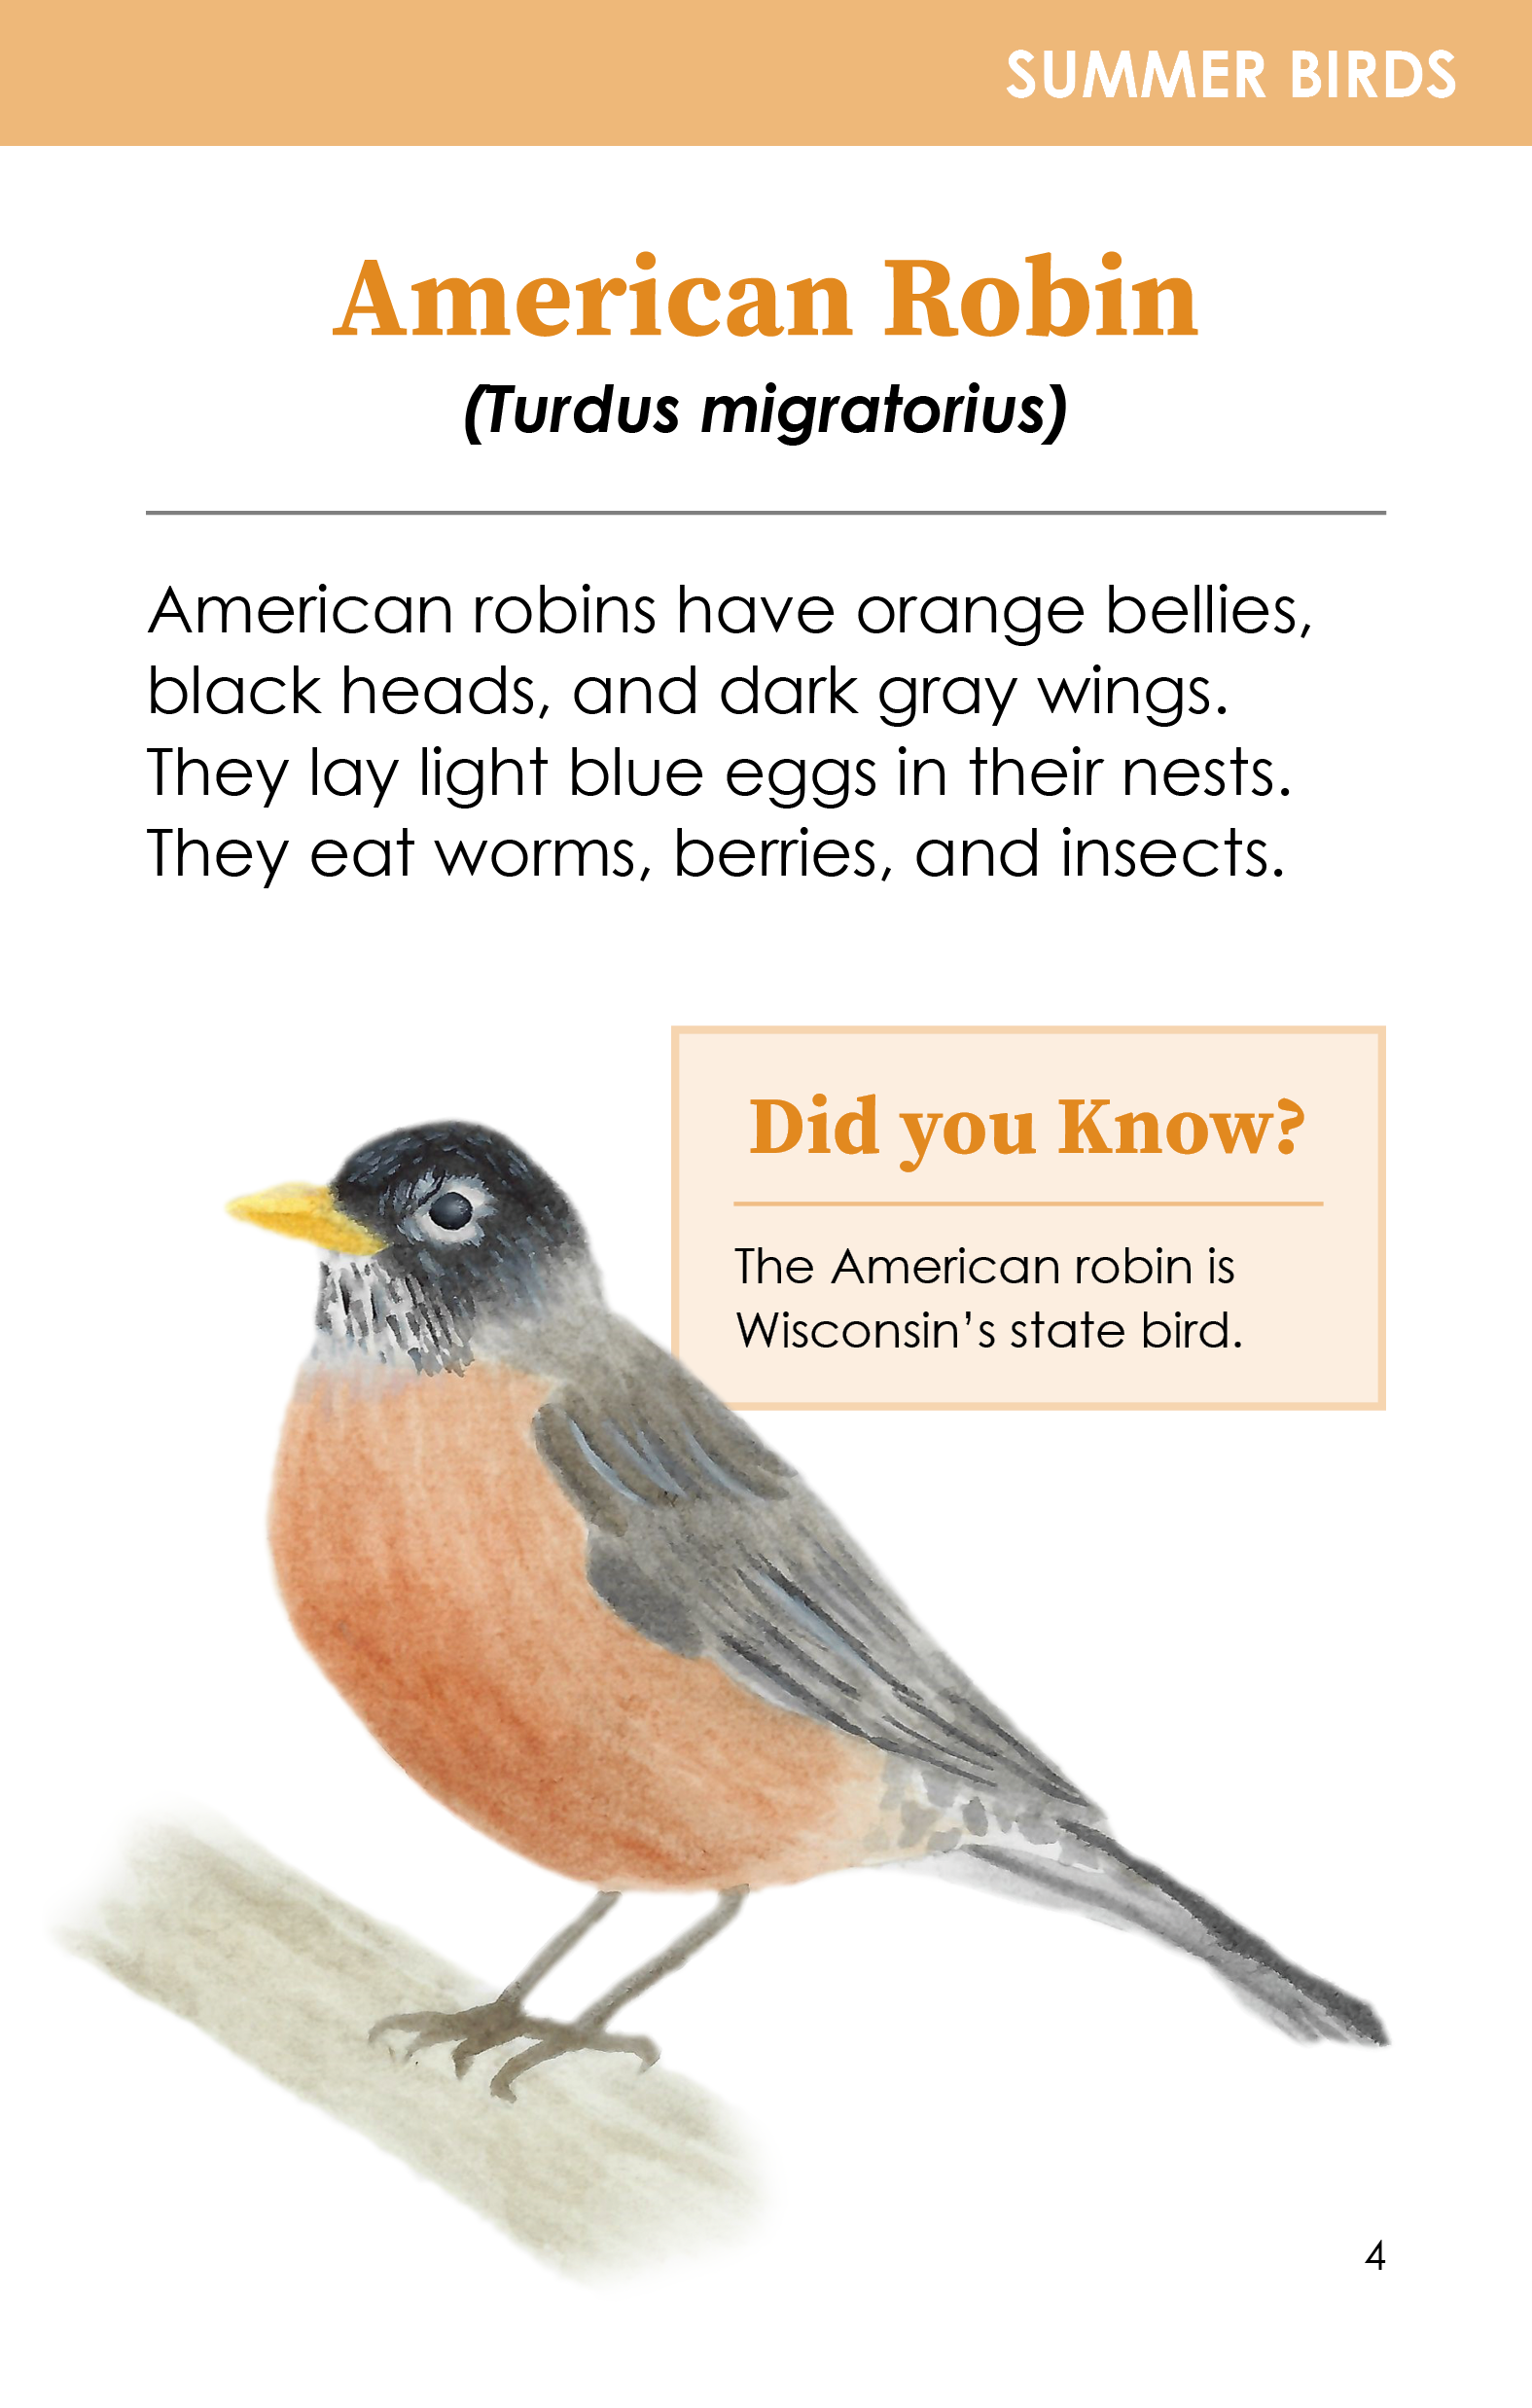 SUMMER BIRDS
American Robin
(Turdus migratorius)
American robins have orange bellies,
black heads, and dark gray wings.
They lay light blue eggs in their nests.
They eat worms, berries, and insects.
Did you Know?
The American robin is
Wisconsin’s state bird.
4